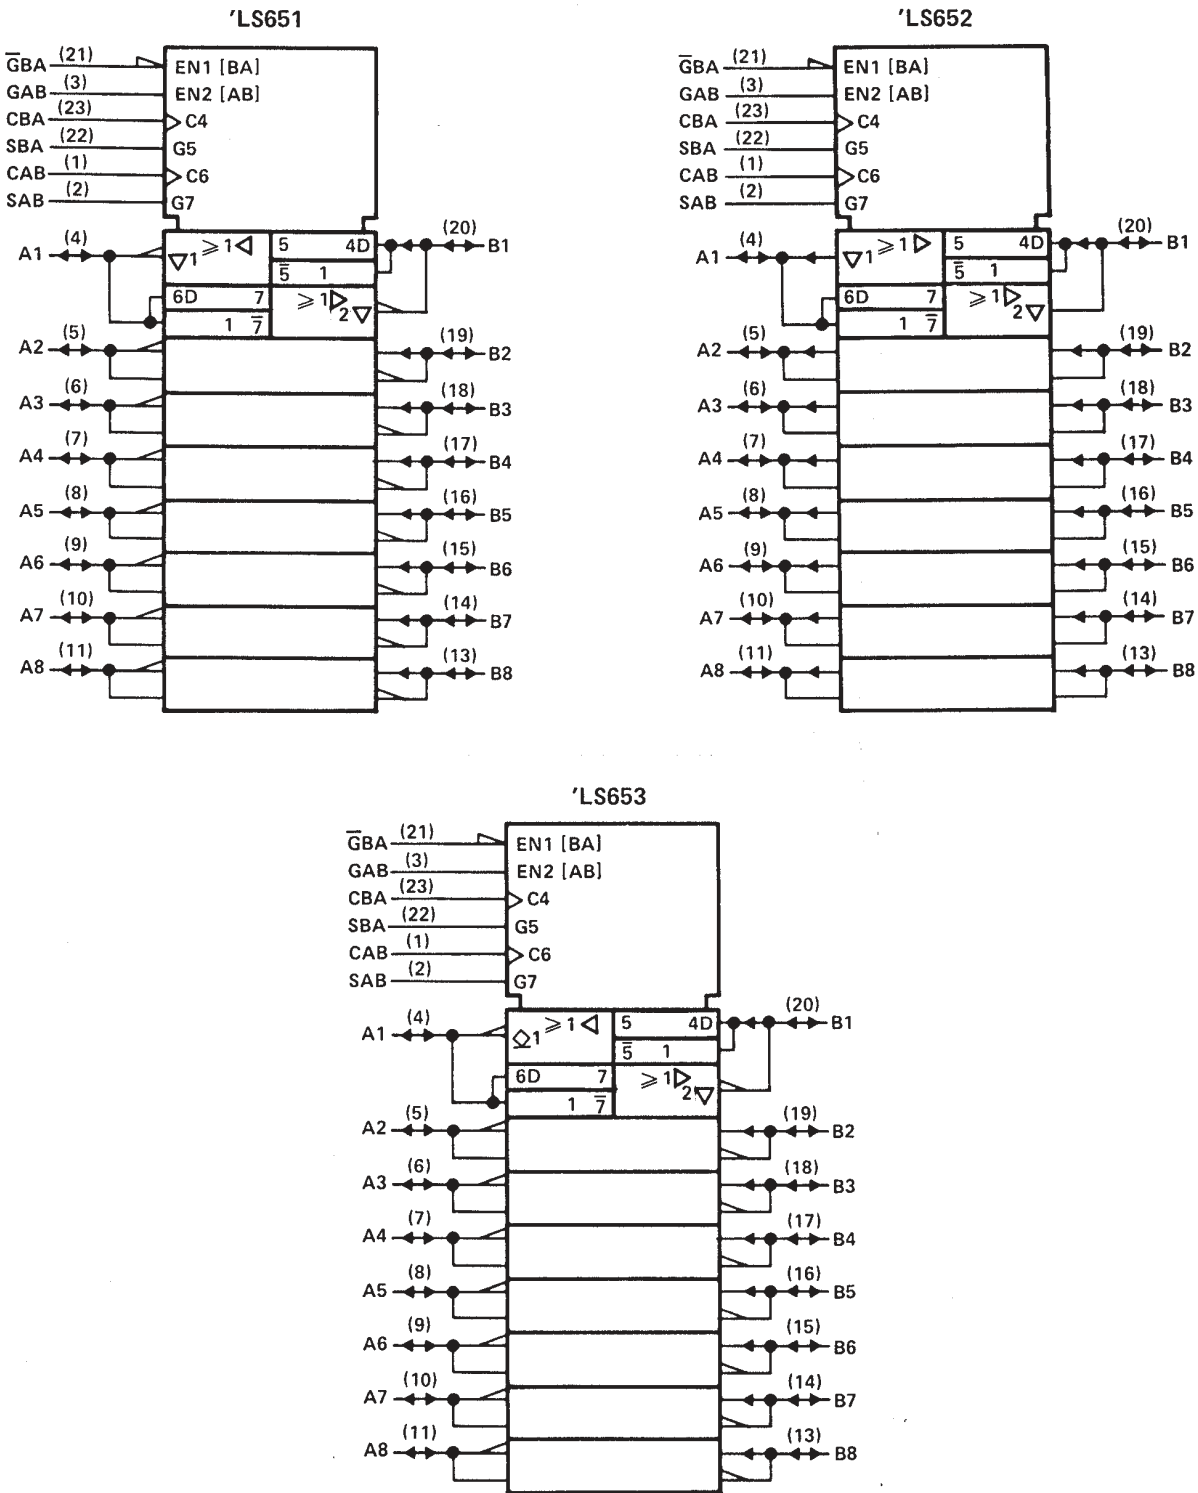 'LS651
G̅BA (21) EN1 [BA]
GAB (3) EN2 [AB]
CBA (23) C4
SBA (22) G5
CAB (1) C6
SAB (2) G7
A1 (4) ▽1 ≥1 ◁ 5 4D (20) B1
5̅ 1
6D 7 ≥1 ▷ 2 ▽
1 7̅
A2 (5) (19) B2
A3 (6) (18) B3
A4 (7) (17) B4
A5 (8) (16) B5
A6 (9) (15) B6
A7 (10) (14) B7
A8 (11) (13) B8
'LS652
G̅BA (21) EN1 [BA]
GAB (3) EN2 [AB]
CBA (23) C4
SBA (22) G5
CAB (1) C6
SAB (2) G7
A1 (4) ▽1 ≥1 ▷ 5 4D (20) B1
5̅ 1
6D 7 ≥1 ▷ 2 ▽
1 7̅
A2 (5) (19) B2
A3 (6) (18) B3
A4 (7) (17) B4
A5 (8) (16) B5
A6 (9) (15) B6
A7 (10) (14) B7
A8 (11) (13) B8
'LS653
G̅BA (21) EN1 [BA]
GAB (3) EN2 [AB]
CBA (23) C4
SBA (22) G5
CAB (1) C6
SAB (2) G7
A1 (4) ◇1 ≥1 ◁ 5 4D (20) B1
5̅ 1
6D 7 ≥1 ▷ 2 ▽
1 7̅
A2 (5) (19) B2
A3 (6) (18) B3
A4 (7) (17) B4
A5 (8) (16) B5
A6 (9) (15) B6
A7 (10) (14) B7
A8 (11) (13) B8